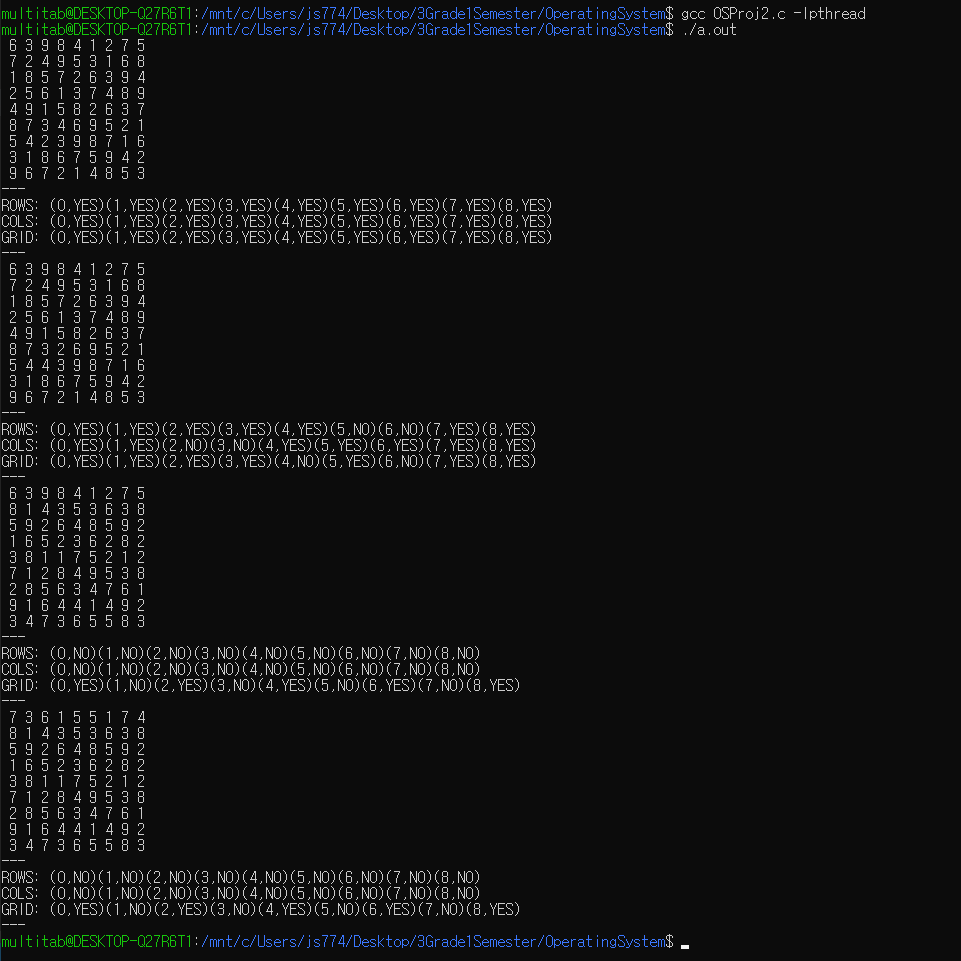 multitab@DESKTOP-Q27R6T1:/mnt/c/Users/js774/Desktop/3Grade1Semester/OperatingSystem$ gcc OSProj2.c -lpthread
multitab@DESKTOP-Q27R6T1:/mnt/c/Users/js774/Desktop/3Grade1Semester/OperatingSystem$ ./a.out
6 3 9 8 4 1 2 7 5
7 2 4 9 5 3 1 6 8
1 8 5 7 2 6 3 9 4
2 5 6 1 3 7 4 8 9
4 9 1 5 8 2 6 3 7
8 7 3 4 6 9 5 2 1
5 4 2 3 9 8 7 1 6
3 1 8 6 7 5 9 4 2
9 6 7 2 1 4 8 5 3
---
ROWS: (0,YES)(1,YES)(2,YES)(3,YES)(4,YES)(5,YES)(6,YES)(7,YES)(8,YES)
COLS: (0,YES)(1,YES)(2,YES)(3,YES)(4,YES)(5,YES)(6,YES)(7,YES)(8,YES)
GRID: (0,YES)(1,YES)(2,YES)(3,YES)(4,YES)(5,YES)(6,YES)(7,YES)(8,YES)
---
6 3 9 8 4 1 2 7 5
7 2 4 9 5 3 1 6 8
1 8 5 7 2 6 3 9 4
2 5 6 1 3 7 4 8 9
4 9 1 5 8 2 6 3 7
8 7 3 2 6 9 5 2 1
5 4 4 3 9 8 7 1 6
3 1 8 6 7 5 9 4 2
9 6 7 2 1 4 8 5 3
---
ROWS: (0,YES)(1,YES)(2,YES)(3,YES)(4,YES)(5,NO)(6,NO)(7,YES)(8,YES)
COLS: (0,YES)(1,YES)(2,NO)(3,NO)(4,YES)(5,YES)(6,YES)(7,YES)(8,YES)
GRID: (0,YES)(1,YES)(2,YES)(3,YES)(4,NO)(5,YES)(6,NO)(7,YES)(8,YES)
---
6 3 9 8 4 1 2 7 5
8 1 4 3 5 3 6 3 8
5 9 2 6 4 8 5 9 2
1 6 5 2 3 6 2 8 2
3 8 1 1 7 5 2 1 2
7 1 2 8 4 9 5 3 8
2 8 5 6 3 4 7 6 1
9 1 6 4 4 1 4 9 2
3 4 7 3 6 5 5 8 3
---
ROWS: (0,NO)(1,NO)(2,NO)(3,NO)(4,NO)(5,NO)(6,NO)(7,NO)(8,NO)
COLS: (0,NO)(1,NO)(2,NO)(3,NO)(4,NO)(5,NO)(6,NO)(7,NO)(8,NO)
GRID: (0,YES)(1,NO)(2,YES)(3,NO)(4,YES)(5,NO)(6,YES)(7,NO)(8,YES)
---
7 3 6 1 5 5 1 7 4
8 1 4 3 5 3 6 3 8
5 9 2 6 4 8 5 9 2
1 6 5 2 3 6 2 8 2
3 8 1 1 7 5 2 1 2
7 1 2 8 4 9 5 3 8
2 8 5 6 3 4 7 6 1
9 1 6 4 4 1 4 9 2
3 4 7 3 6 5 5 8 3
---
ROWS: (0,NO)(1,NO)(2,NO)(3,NO)(4,NO)(5,NO)(6,NO)(7,NO)(8,NO)
COLS: (0,NO)(1,NO)(2,NO)(3,NO)(4,NO)(5,NO)(6,NO)(7,NO)(8,NO)
GRID: (0,YES)(1,NO)(2,YES)(3,NO)(4,YES)(5,NO)(6,YES)(7,NO)(8,YES)
---
multitab@DESKTOP-Q27R6T1:/mnt/c/Users/js774/Desktop/3Grade1Semester/OperatingSystem$